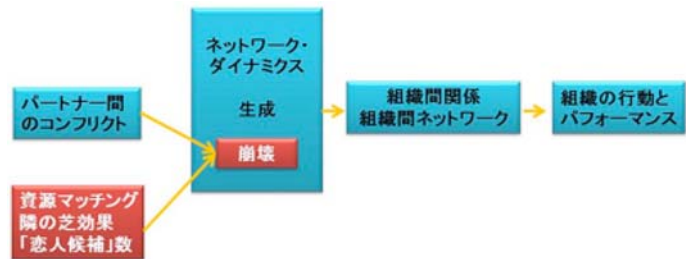 ネットワーク・
ダイナミクス
生成
崩壊
パートナー間
のコンフリクト
資源マッチング
隣の芝効果
「恋人候補」数
組織間関係
組織間ネットワーク
組織の行動と
パフォーマンス